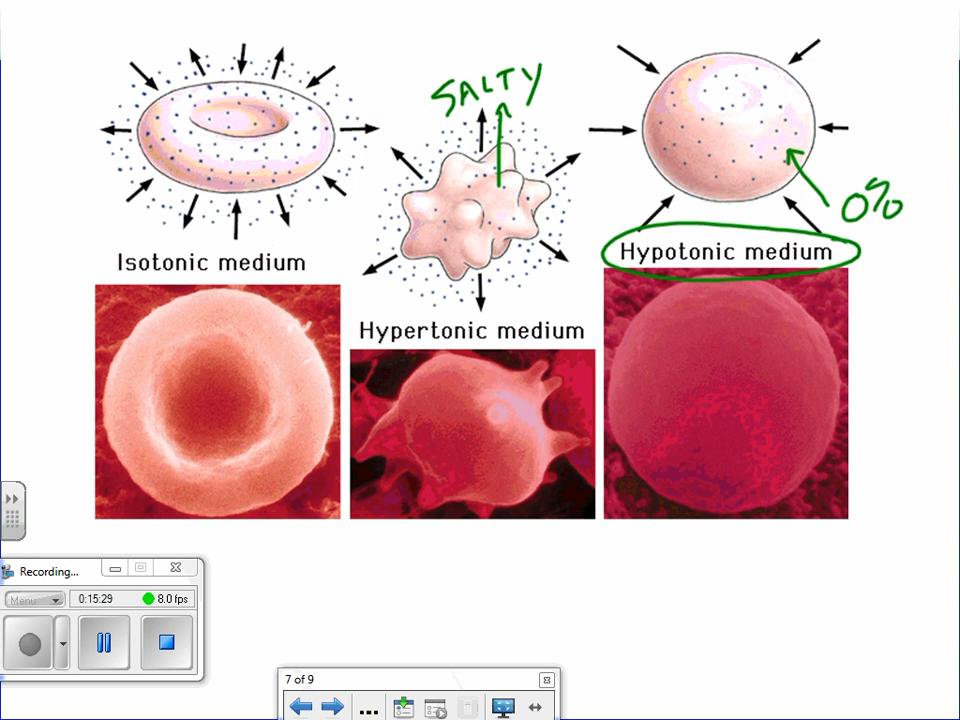 SALTY
0%
Isotonic medium
Hypotonic medium
Hypertonic medium
Recording...
Menu
0:15:29
8.0 fps
7 of 9
...